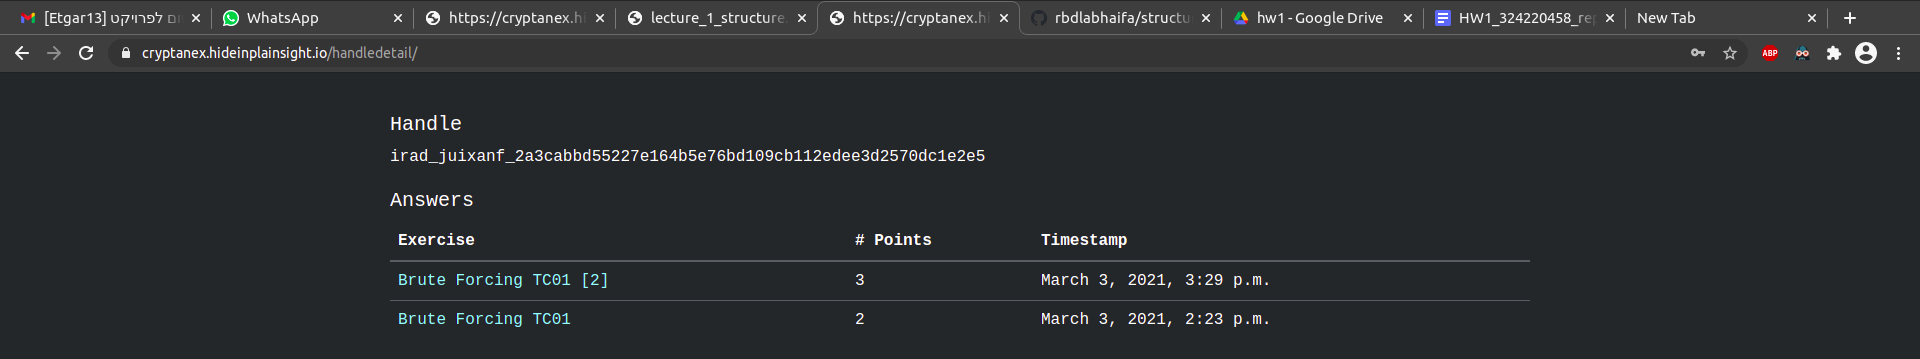 [Etgar13] ום לפרויקט
WhatsApp
https://cryptanex.hi
lecture_1_structure.
https://cryptanex.hi
rbdlabhaifa/structu
hw1 - Google Drive
HW1_324220458_re
New Tab
cryptanex.hideinplainsight.io/handledetail/
ABP
Handle
irad_juixanf_2a3cabbd55227e164b5e76bd109cb112edee3d2570dc1e2e5
Answers
Exercise # Points Timestamp
Brute Forcing TC01 [2] 3 March 3, 2021, 3:29 p.m.
Brute Forcing TC01 2 March 3, 2021, 2:23 p.m.